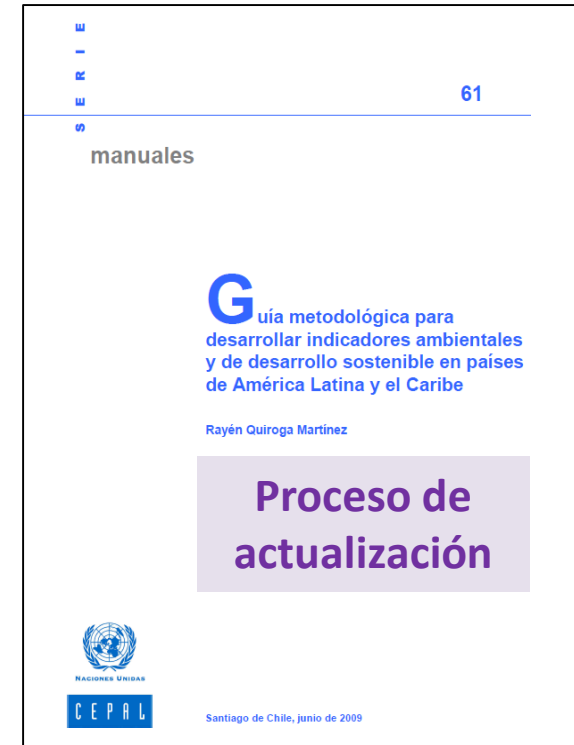 SERIE
61
manuales
Guía metodológica para
desarrollar indicadores ambientales
y de desarrollo sostenible en países
de América Latina y el Caribe
Rayén Quiroga Martínez
Proceso de
actualización
NACIONES UNIDAS
CEPAL
Santiago de Chile, junio de 2009